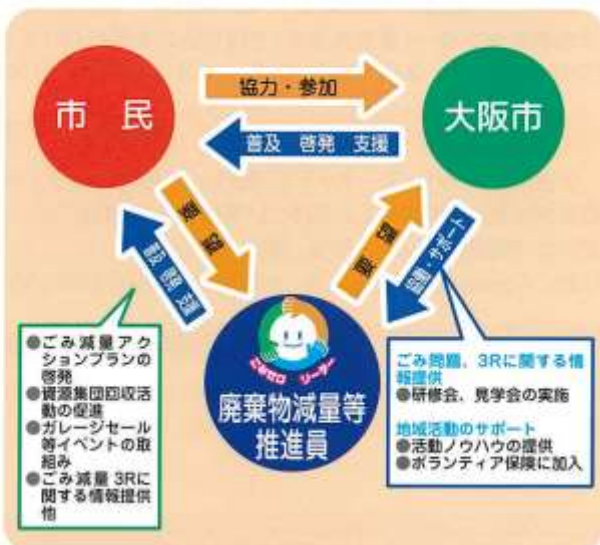 市 民
協力・参加
大阪市
普及 啓発 支援
要 望
協働・サポート
ごみゼロ リーダー
廃棄物減量等
推進員
●ごみ減量アク
ションプランの
啓発
●資源集団回収活
動の促進
●ガレージセール
等イベントの取
組み
●ごみ減量 3Rに
関する情報提供
他
ごみ問題、3Rに関する情
報提供
●研修会、見学会の実施
地域活動のサポート
●活動ノウハウの提供
●ボランティア保険に加入